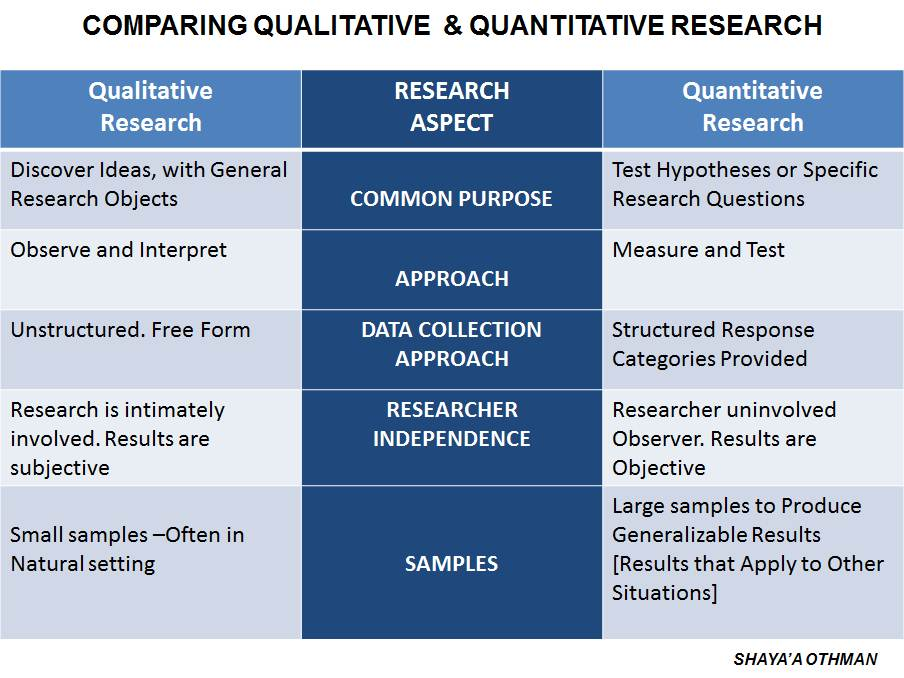 COMPARING QUALITATIVE & QUANTITATIVE RESEARCH
Qualitative
Research
RESEARCH
ASPECT
Quantitative
Research
Discover Ideas, with General
Research Objects
COMMON PURPOSE
Test Hypotheses or Specific
Research Questions
Observe and Interpret
APPROACH
Measure and Test
Unstructured. Free Form
DATA COLLECTION
APPROACH
Structured Response
Categories Provided
Research is intimately
involved. Results are
subjective
RESEARCHER
INDEPENDENCE
Researcher uninvolved
Observer. Results are
Objective
Small samples –Often in
Natural setting
SAMPLES
Large samples to Produce
Generalizable Results
[Results that Apply to Other
Situations]
SHAYA'A OTHMAN